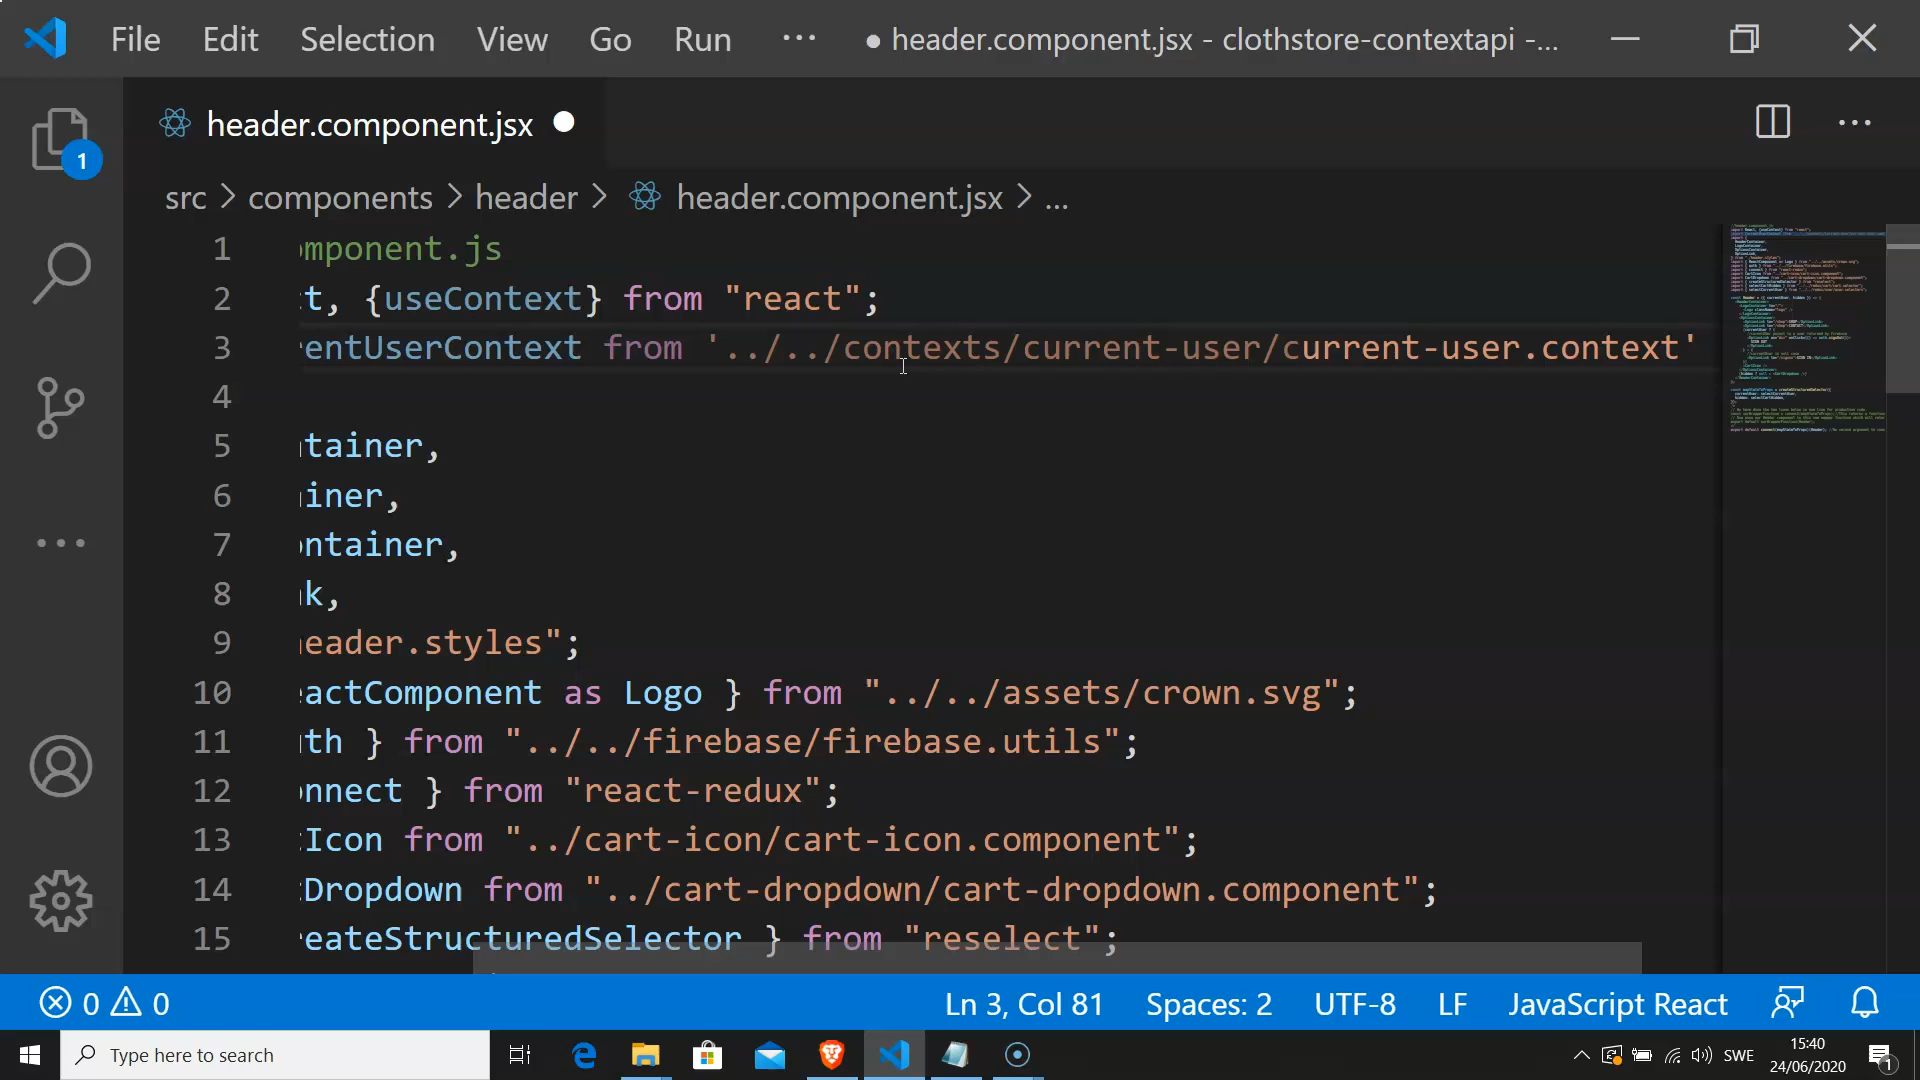 File Edit Selection View Go Run ··· ● header.component.jsx - clothstore-contextapi -...
header.component.jsx ●
1
src > components > header > header.component.jsx > ...
1 mponent.js
2 t, {useContext} from "react";
3 entUserContext from '../../contexts/current-user/current-user.context'
4
5 tainer,
6 iner,
7 ntainer,
8 k,
9 eader.styles";
10 actComponent as Logo } from "../../assets/crown.svg";
11 th } from "../../firebase/firebase.utils";
12 nnect } from "react-redux";
13 tIcon from "../cart-icon/cart-icon.component";
14 tDropdown from "../cart-dropdown/cart-dropdown.component";
15 reateStructuredSelector } from "reselect";
0 0 Ln 3, Col 81 Spaces: 2 UTF-8 LF JavaScript React
Type here to search SWE 15:40
24/06/2020 1